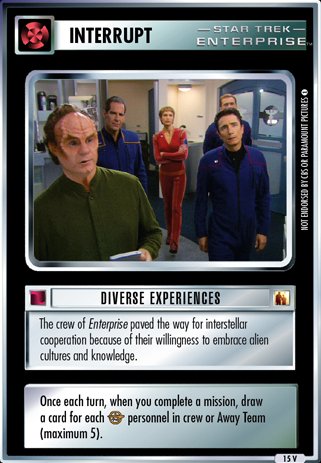 INTERRUPT
STAR TREK
ENTERPRISE™
NOT ENDORSED BY CBS OR PARAMOUNT PICTURES
DIVERSE EXPERIENCES
The crew of Enterprise paved the way for interstellar
cooperation because of their willingness to embrace alien
cultures and knowledge.
Once each turn, when you complete a mission, draw
a card for each personnel in crew or Away Team
(maximum 5).
15 V